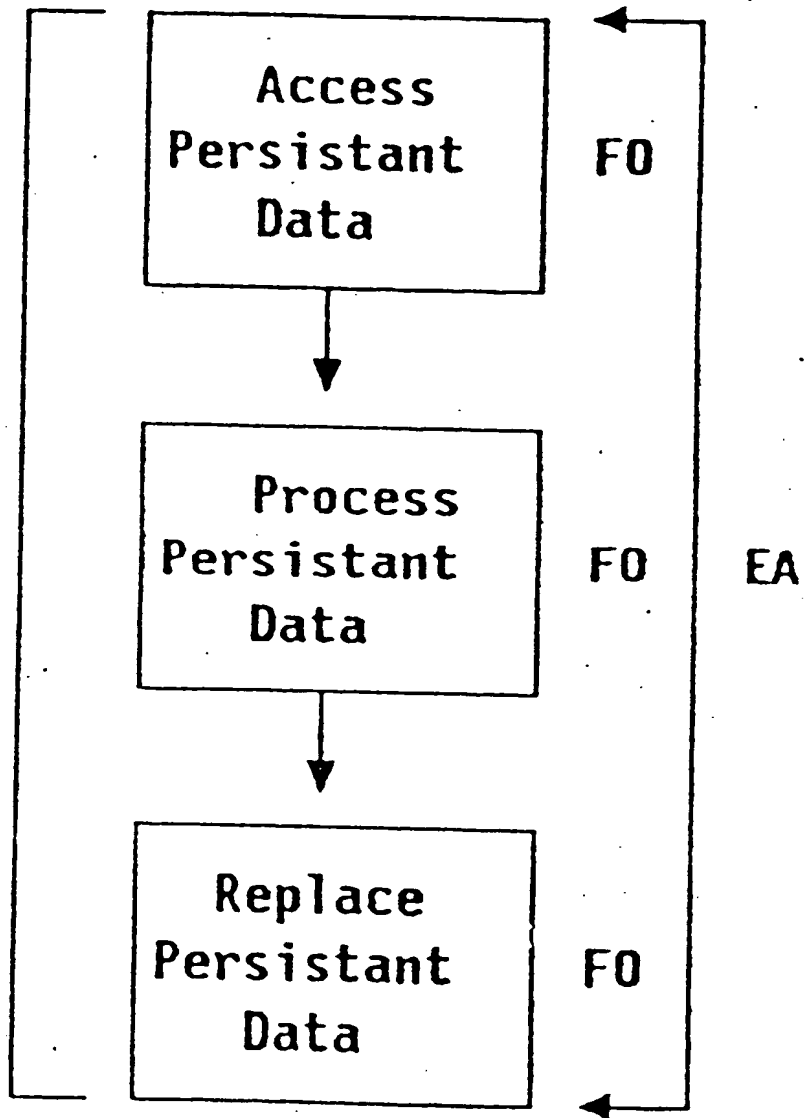 Access
Persistant
Data
FO
Process
Persistant
Data
FO
EA
Replace
Persistant
Data
FO